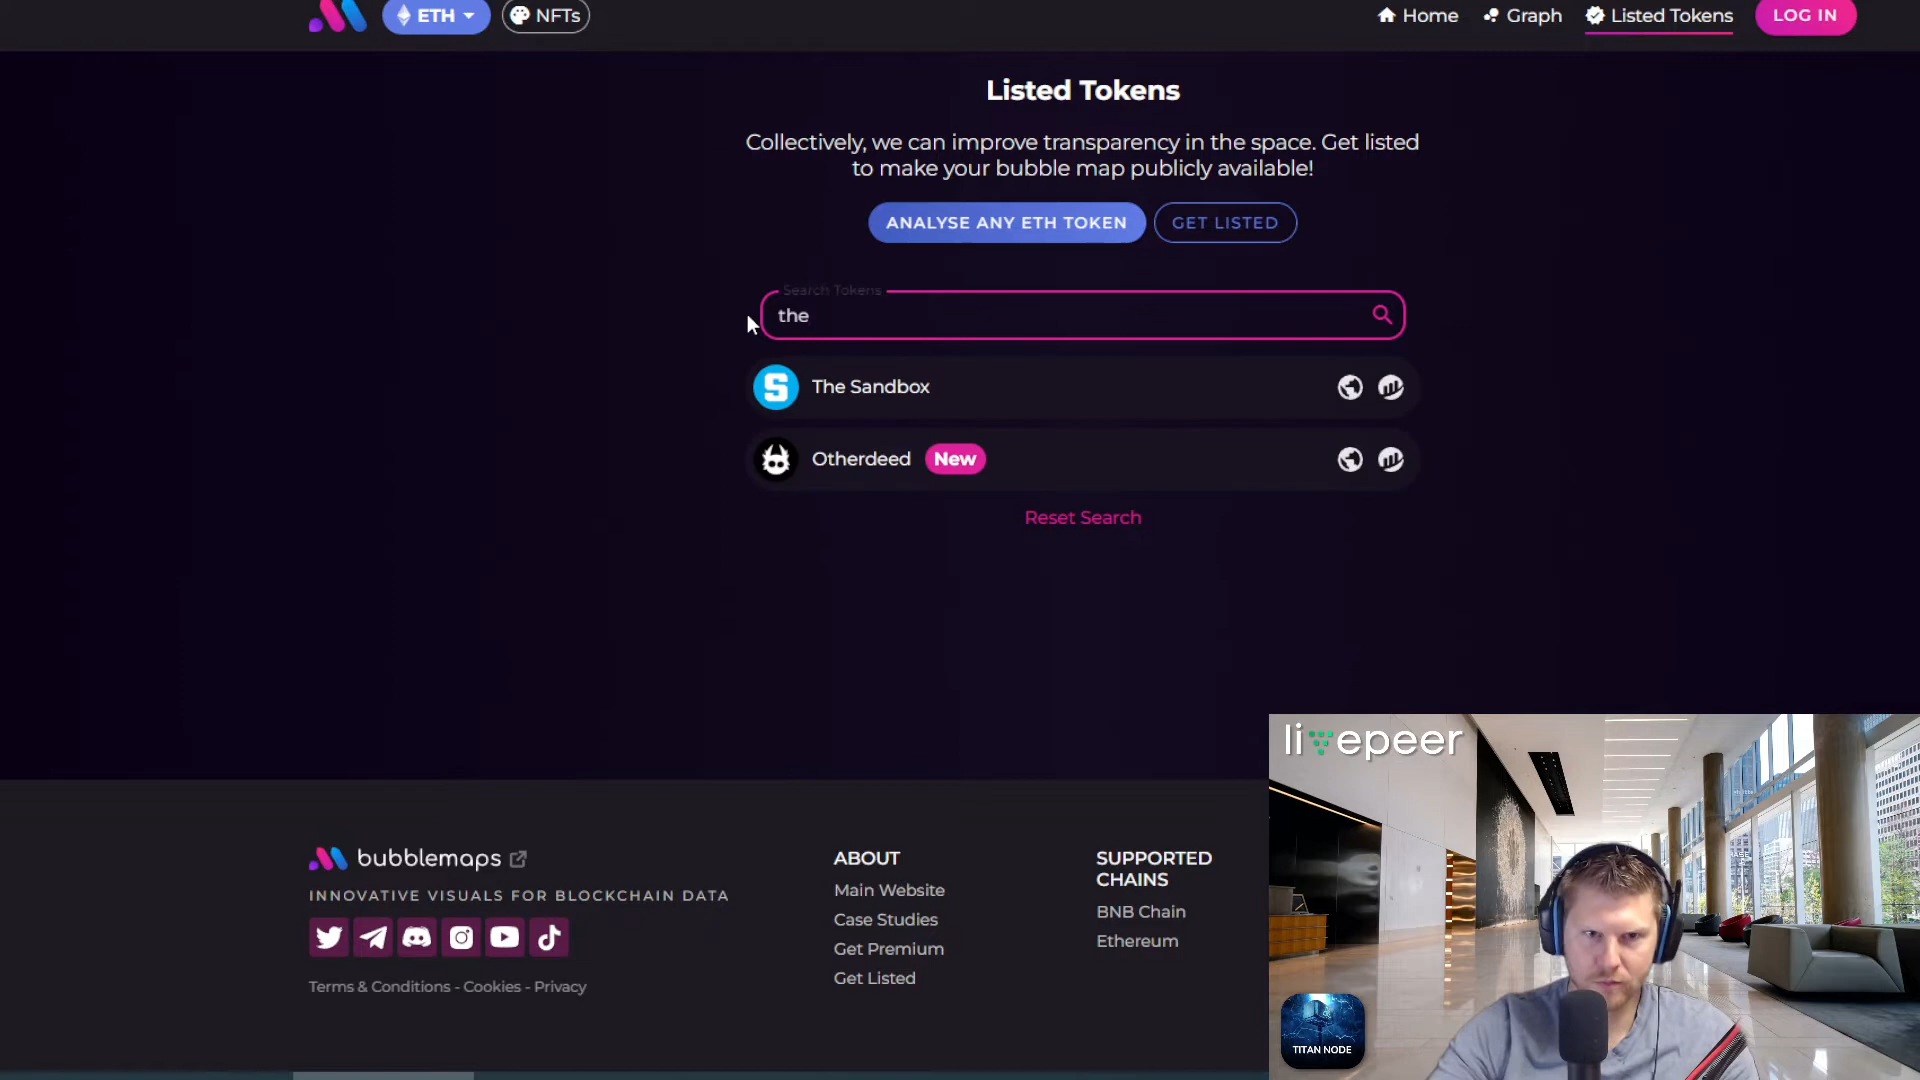 ETH
NFTs
Home
Graph
Listed Tokens
LOG IN
Listed Tokens
Collectively, we can improve transparency in the space. Get listed
to make your bubble map publicly available!
ANALYSE ANY ETH TOKEN
GET LISTED
Search Tokens
the
The Sandbox
Otherdeed
New
Reset Search
bubblemaps
INNOVATIVE VISUALS FOR BLOCKCHAIN DATA
Terms & Conditions - Cookies - Privacy
ABOUT
Main Website
Case Studies
Get Premium
Get Listed
SUPPORTED
CHAINS
BNB Chain
Ethereum
livepeer
TITAN NODE